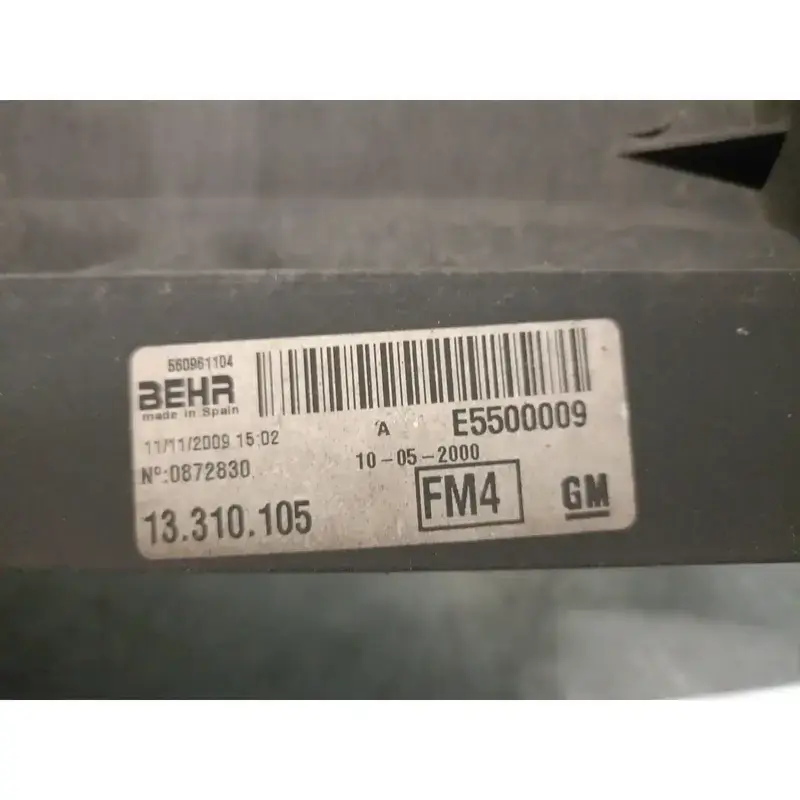 560961104
BEHR
made in Spain
A
E5500009
11/11/2009 15:02
10-05-2000
Nº:0872830
FM4
GM
13.310.105